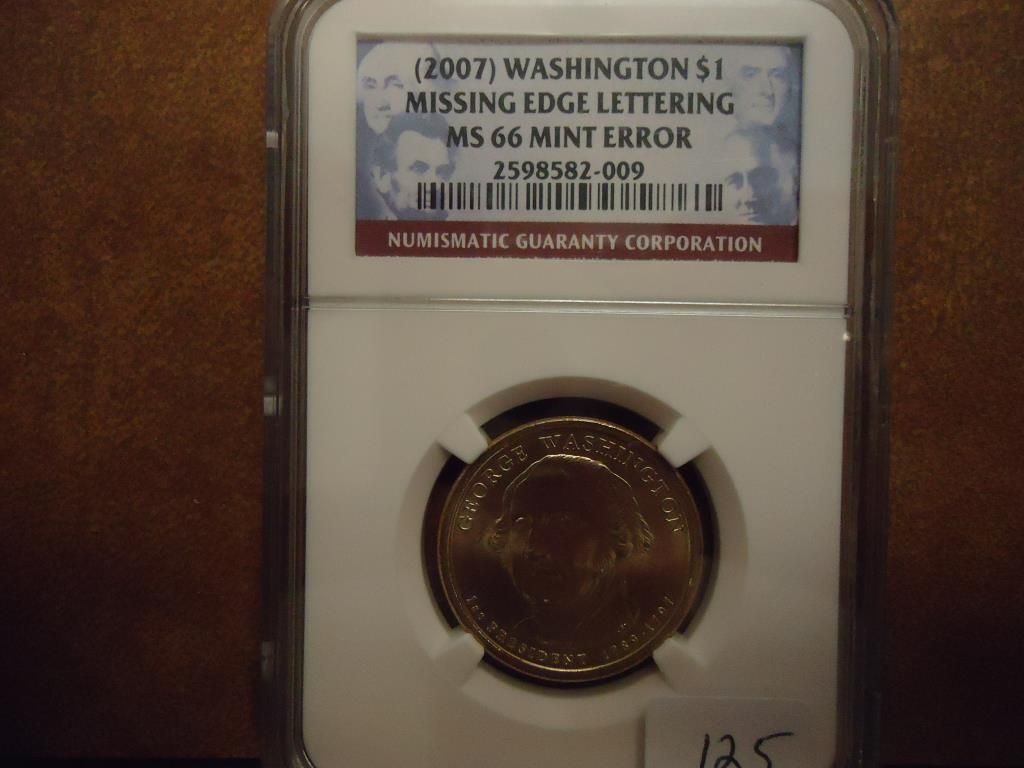 (2007) WASHINGTON $1
MISSING EDGE LETTERING
MS 66 MINT ERROR
2598582-009
NUMISMATIC GUARANTY CORPORATION
GEORGE WASHINGTON
1st PRESIDENT 1789-1797
125